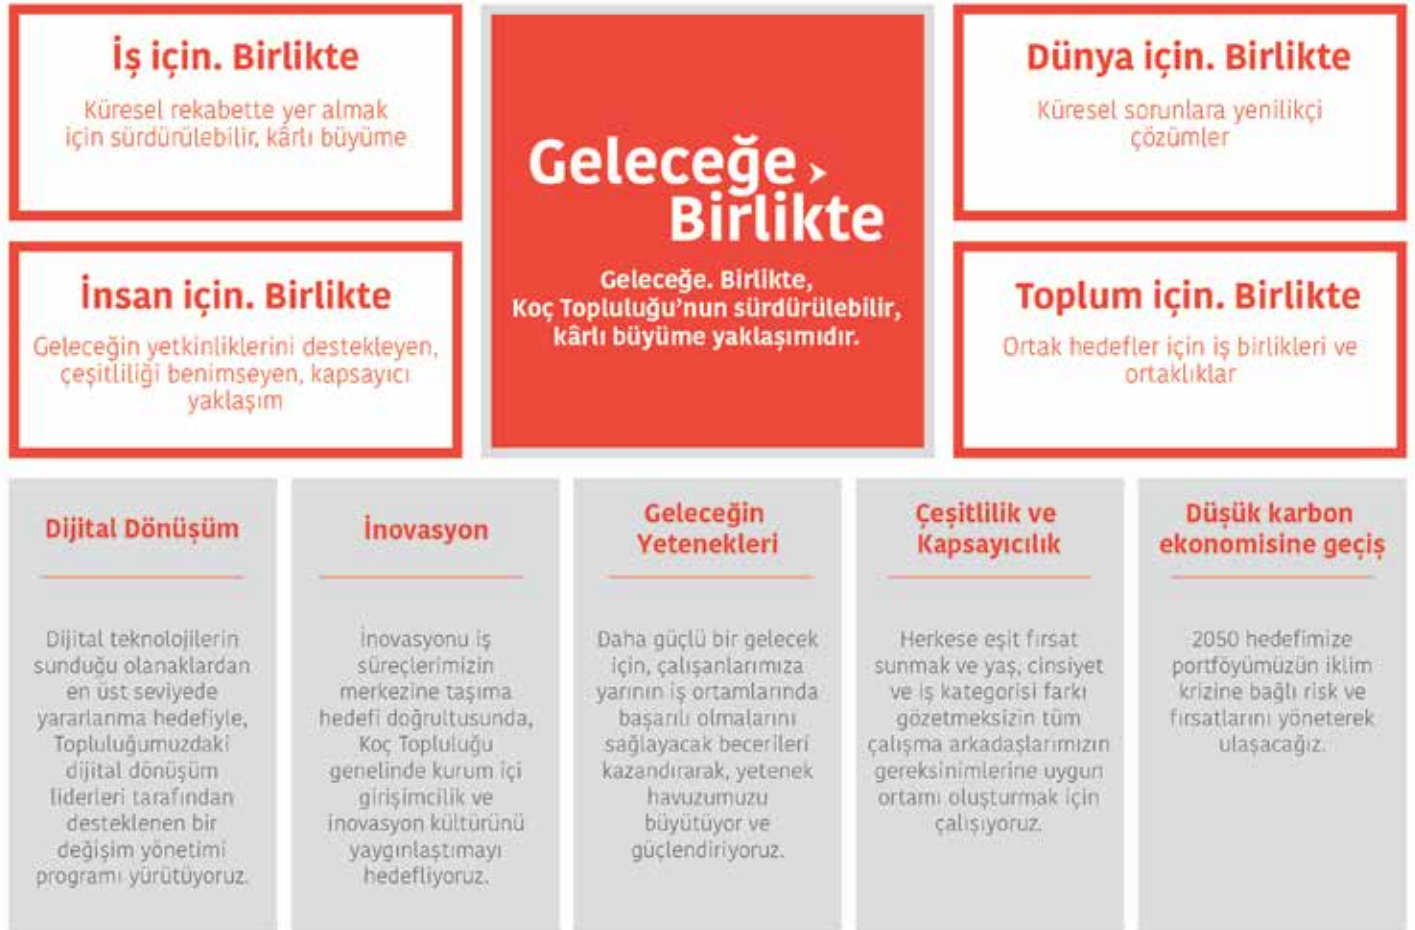 İş için. Birlikte
Küresel rekabette yer almak
için sürdürülebilir, kârlı büyüme
İnsan için. Birlikte
Geleceğin yetkinliklerini destekleyen,
çeşitliliği benimseyen, kapsayıcı
yaklaşım
Geleceğe
Birlikte
Geleceğe. Birlikte,
Koç Topluluğu’nun sürdürülebilir,
kârlı büyüme yaklaşımıdır.
Dünya için. Birlikte
Küresel sorunlara yenilikçi
çözümler
Toplum için. Birlikte
Ortak hedefler için iş birlikleri ve
ortaklıklar
Dijital Dönüşüm
Dijital teknolojilerin
sunduğu olanaklardan
en üst seviyede
yararlanma hedefiyle,
Topluluğumuzdaki
dijital dönüşüm
liderleri tarafından
desteklenen bir
değişim yönetimi
programı yürütüyoruz.
İnovasyon
İnovasyonu iş
süreçlerimizin
merkezine taşıma
hedefi doğrultusunda,
Koç Topluluğu
genelinde kurum içi
girişimcilik ve
inovasyon kültürünü
yaygınlaştımayı
hedefliyoruz.
Geleceğin
Yetenekleri
Daha güçlü bir gelecek
için, çalışanlarımıza
yarının iş ortamlarında
başarılı olmalarını
sağlayacak becerileri
kazandırarak, yetenek
havuzumuzu
büyütüyor ve
güçlendiriyoruz.
Çeşitlilik ve
Kapsayıcılık
Herkese eşit fırsat
sunmak ve yaş, cinsiyet
ve iş kategorisi farkı
gözetmeksizin tüm
çalışma arkadaşlarımızın
gereksinimlerine uygun
ortamı oluşturmak için
çalışıyoruz.
Düşük karbon
ekonomisine geçiş
2050 hedefimize
portföyümüzün iklim
krizine bağlı risk ve
fırsatlarını yöneterek
ulaşacağız.